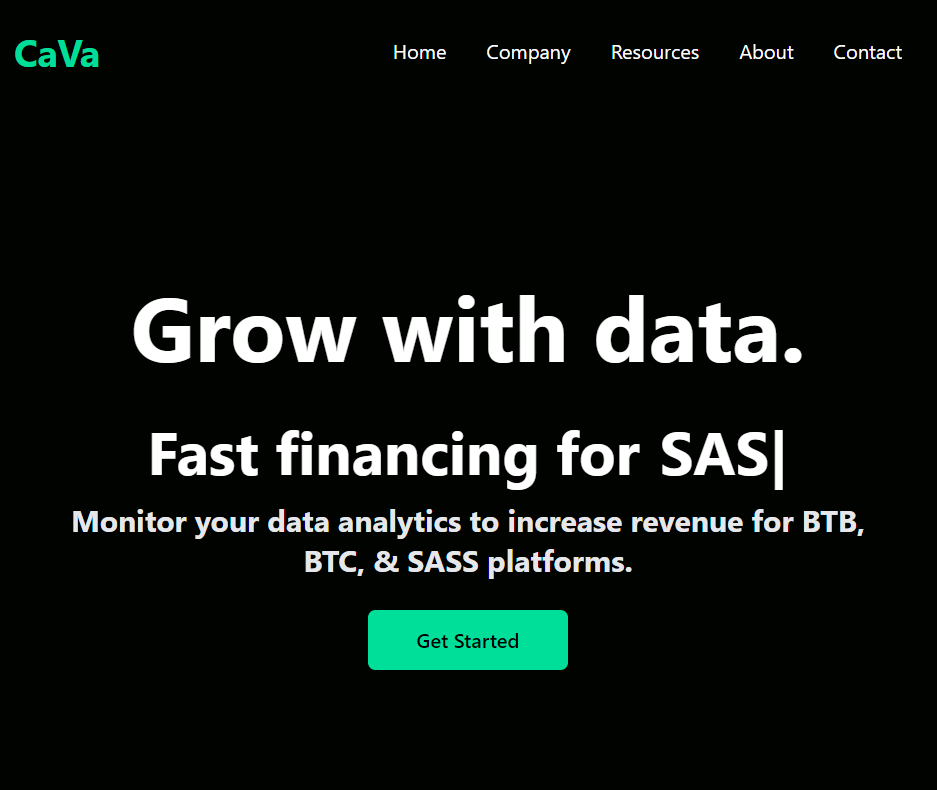 CaVa
Home Company Resources About Contact
Grow with data.
Fast financing for SAS|
Monitor your data analytics to increase revenue for BTB,
BTC, & SASS platforms.
Get Started